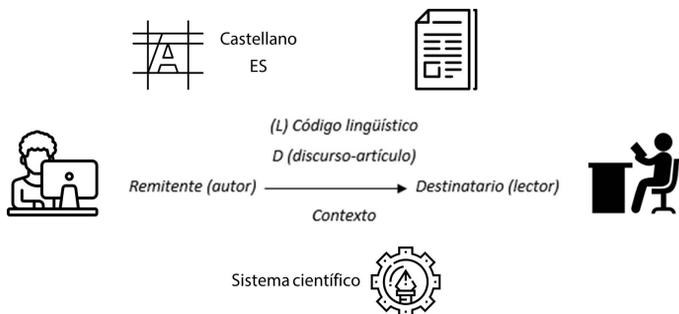 Castellano
ES
(L) Código lingüístico
D (discurso-artículo)
Remitente (autor) Destinatario (lector)
Contexto
Sistema científico